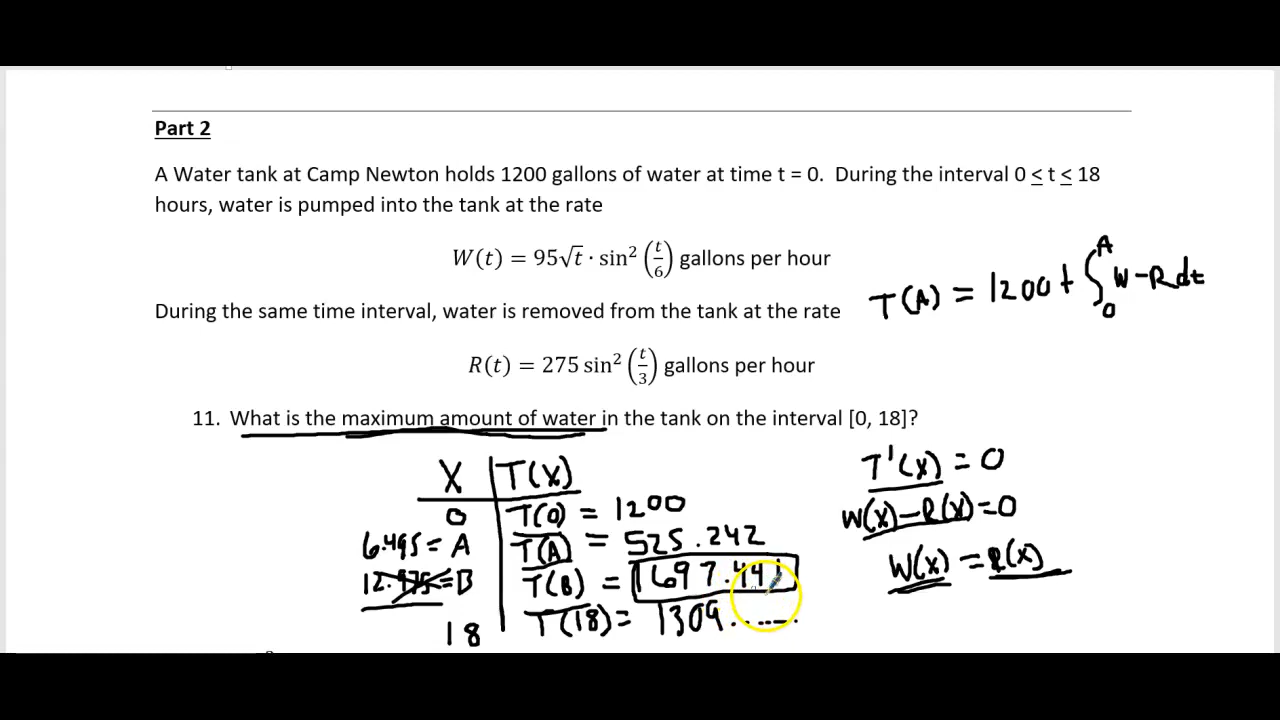 Part 2
A Water tank at Camp Newton holds 1200 gallons of water at time t = 0. During the interval 0 ≤ t ≤ 18
hours, water is pumped into the tank at the rate
W(t) = 95√t · sin² (t/6) gallons per hour
T(A) = 1200 + ∫₀ᴬ W - R dt
During the same time interval, water is removed from the tank at the rate
R(t) = 275 sin² (t/3) gallons per hour
11. What is the maximum amount of water in the tank on the interval [0, 18]?
X | T(X)
0 | T(0) = 1200
6.495 = A | T(A) = 525.242
= B | T(B) = 1697.441
18 | T(18) = 1309......
T'(X) = 0
W(X) - R(X) = 0
W(X) = R(X)